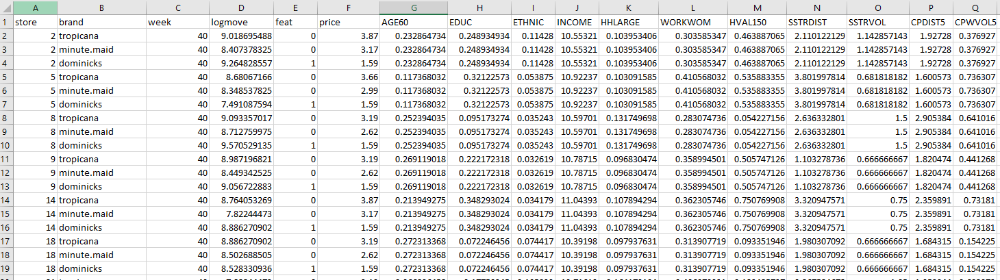 A B C D E F G H I J K L M N O P Q
1 store brand week logmove feat price AGE60 EDUC ETHNIC INCOME HHLARGE WORKWOM HVAL150 SSTRDIST SSTRVOL CPDIST5 CPWVOL5
2 2 tropicana 40 9.018695488 0 3.87 0.232864734 0.248934934 0.11428 10.55321 0.103953406 0.303585347 0.463887065 2.110122129 1.142857143 1.92728 0.376927
3 2 minute.maid 40 8.407378325 0 3.17 0.232864734 0.248934934 0.11428 10.55321 0.103953406 0.303585347 0.463887065 2.110122129 1.142857143 1.92728 0.376927
4 2 dominicks 40 9.264828557 1 1.59 0.232864734 0.248934934 0.11428 10.55321 0.103953406 0.303585347 0.463887065 2.110122129 1.142857143 1.92728 0.376927
5 5 tropicana 40 8.68067166 0 3.66 0.117368032 0.32122573 0.053875 10.92237 0.103091585 0.410568032 0.535883355 3.801997814 0.681818182 1.600573 0.736307
6 5 minute.maid 40 8.348537825 0 2.99 0.117368032 0.32122573 0.053875 10.92237 0.103091585 0.410568032 0.535883355 3.801997814 0.681818182 1.600573 0.736307
7 5 dominicks 40 7.491087594 1 1.59 0.117368032 0.32122573 0.053875 10.92237 0.103091585 0.410568032 0.535883355 3.801997814 0.681818182 1.600573 0.736307
8 8 tropicana 40 9.093357017 0 3.19 0.252394035 0.095173274 0.035243 10.59701 0.131749698 0.283074736 0.054227156 2.636332801 1.5 2.905384 0.641016
9 8 minute.maid 40 8.712759975 0 2.62 0.252394035 0.095173274 0.035243 10.59701 0.131749698 0.283074736 0.054227156 2.636332801 1.5 2.905384 0.641016
10 8 dominicks 40 9.570529135 1 1.59 0.252394035 0.095173274 0.035243 10.59701 0.131749698 0.283074736 0.054227156 2.636332801 1.5 2.905384 0.641016
11 9 tropicana 40 8.987196821 0 3.19 0.269119018 0.222172318 0.032619 10.78715 0.096830474 0.358994501 0.505747126 1.103278736 0.666666667 1.820474 0.441268
12 9 minute.maid 40 8.449342525 0 2.62 0.269119018 0.222172318 0.032619 10.78715 0.096830474 0.358994501 0.505747126 1.103278736 0.666666667 1.820474 0.441268
13 9 dominicks 40 9.056722883 1 1.59 0.269119018 0.222172318 0.032619 10.78715 0.096830474 0.358994501 0.505747126 1.103278736 0.666666667 1.820474 0.441268
14 14 tropicana 40 8.764053269 0 3.87 0.213949275 0.348293024 0.034179 11.04393 0.107894294 0.362305746 0.750769908 3.320947571 0.75 2.359891 0.73181
15 14 minute.maid 40 7.82244473 0 3.17 0.213949275 0.348293024 0.034179 11.04393 0.107894294 0.362305746 0.750769908 3.320947571 0.75 2.359891 0.73181
16 14 dominicks 40 8.886270902 1 1.59 0.213949275 0.348293024 0.034179 11.04393 0.107894294 0.362305746 0.750769908 3.320947571 0.75 2.359891 0.73181
17 18 tropicana 40 8.886270902 0 3.19 0.272313368 0.072246456 0.074417 10.39198 0.097937631 0.313907719 0.093351946 1.980307092 0.666666667 1.684315 0.154225
18 18 minute.maid 40 8.502688505 0 2.62 0.272313368 0.072246456 0.074417 10.39198 0.097937631 0.313907719 0.093351946 1.980307092 0.666666667 1.684315 0.154225
19 18 dominicks 40 8.528330936 1 1.59 0.272313368 0.072246456 0.074417 10.39198 0.097937631 0.313907719 0.093351946 1.980307092 0.666666667 1.684315 0.154225